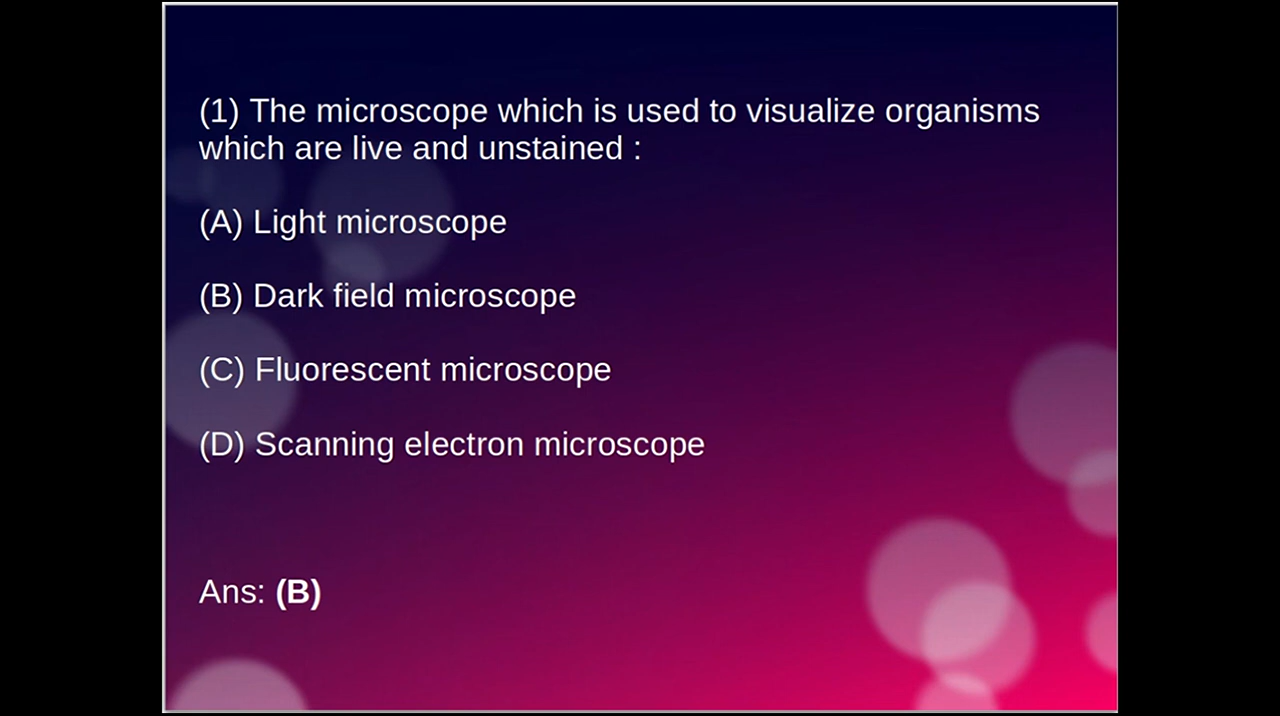 (1) The microscope which is used to visualize organisms
which are live and unstained :
(A) Light microscope
(B) Dark field microscope
(C) Fluorescent microscope
(D) Scanning electron microscope
Ans: (B)